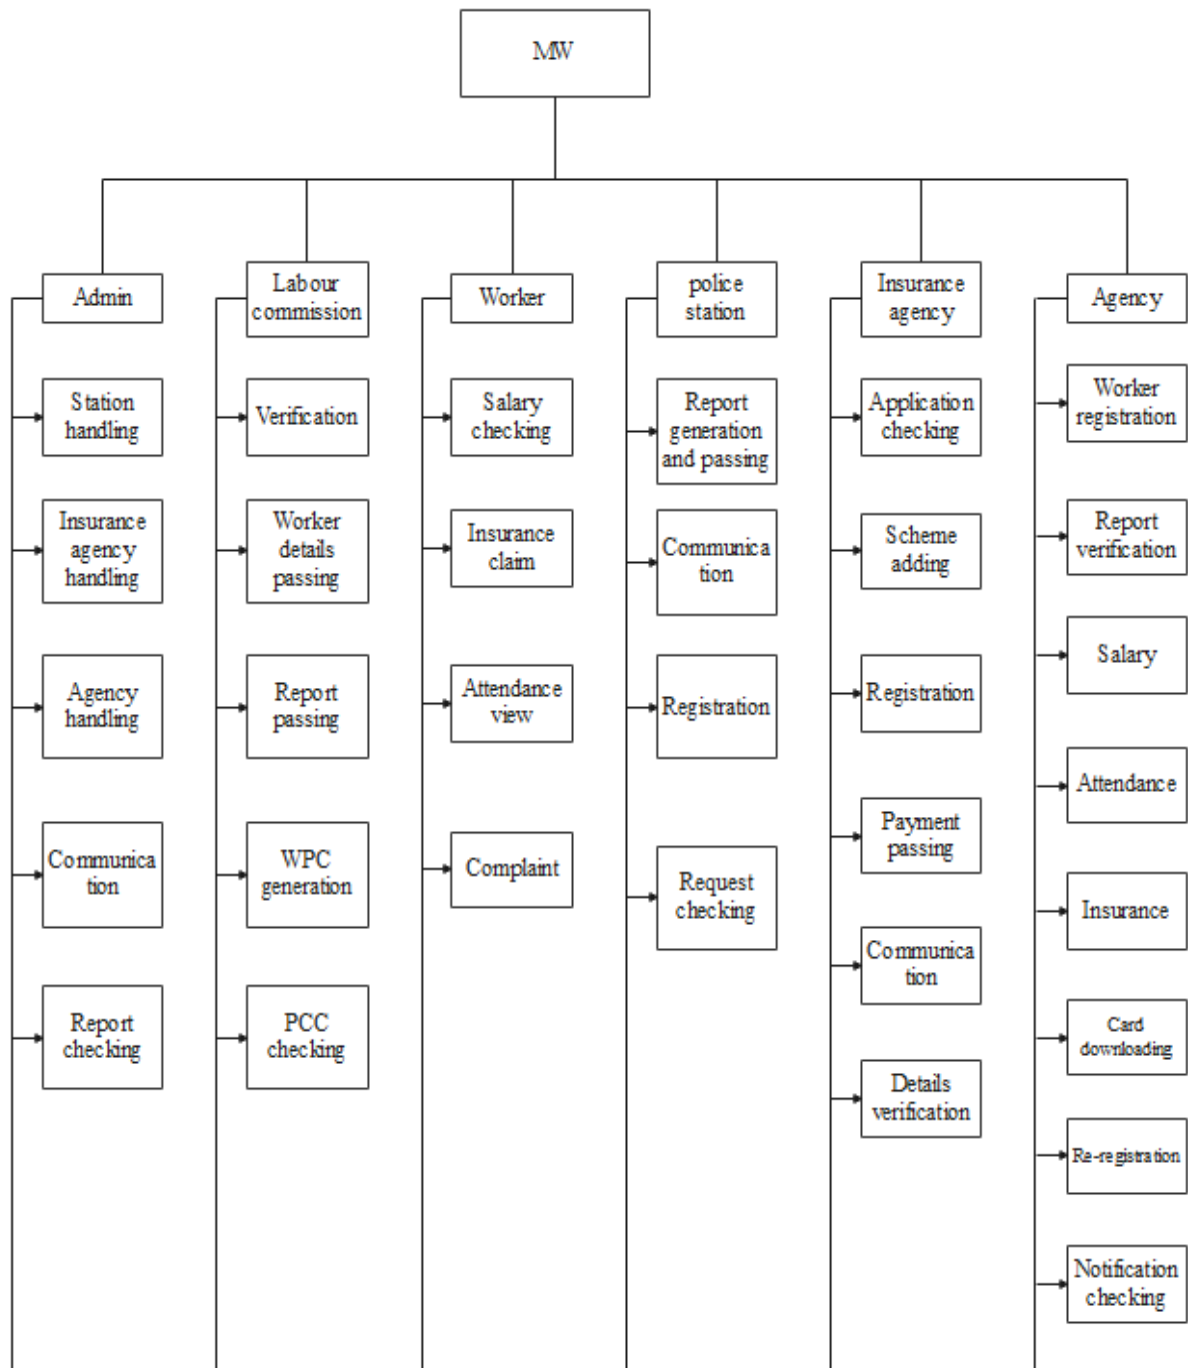 MW
Admin
Labour
commission
Worker
police
station
Insurance
agency
Agency
Station
handling
Insurance
agency
handling
Agency
handling
Communica
tion
Report
checking
Verification
Worker
details
passing
Report
passing
WPC
generation
PCC
checking
Salary
checking
Insurance
claim
Attendance
view
Complaint
Report
generation
and passing
Communica
tion
Registration
Request
checking
Application
checking
Scheme
adding
Registration
Payment
passing
Communica
tion
Details
verification
Worker
registration
Report
verification
Salary
Attendance
Insurance
Card
downloading
Re-registration
Notification
checking